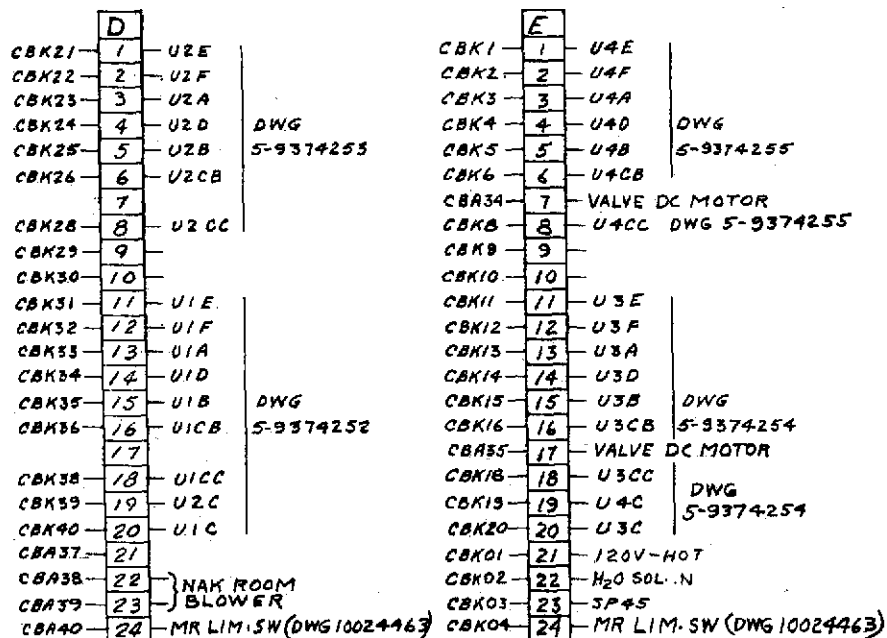 D
CBK21 1 U2E
CBK22 2 U2F
CBK23 3 U2A
CBK24 4 U2D DWG
CBK25 5 U2B 5-9374253
CBK26 6 U2CB
7
CBK28 8 U2CC
CBK29 9
CBK30 10
CBK31 11 U1E
CBK32 12 U1F
CBK33 13 U1A
CBK34 14 U1D
CBK35 15 U1B DWG
CBK36 16 U1CB 5-9374252
17
CBK38 18 U1CC
CBK39 19 U2C
CBK40 20 U1C
CBA37 21
CBA38 22 NAK ROOM
CBA39 23 BLOWER
CBA40 24 MR LIM. SW (DWG 10024463)
E
CBK1 1 U4E
CBK2 2 U4F
CBK3 3 U4A
CBK4 4 U4D DWG
CBK5 5 U4B 5-9374255
CBK6 6 U4CB
CBA34 7 VALVE DC MOTOR
CBK8 8 U4CC DWG 5-9374255
CBK9 9
CBK10 10
CBK11 11 U3E
CBK12 12 U3F
CBK13 13 U3A
CBK14 14 U3D
CBK15 15 U3B DWG
CBK16 16 U3CB 5-9374254
CBA35 17 VALVE DC MOTOR
CBK18 18 U3CC DWG
CBK19 19 U4C 5-9374254
CBK20 20 U3C
CBK01 21 120V-HOT
CBK02 22 H2O SOL. N
CBK03 23 SP45
CBK04 24 MR LIM. SW (DWG 10024463)